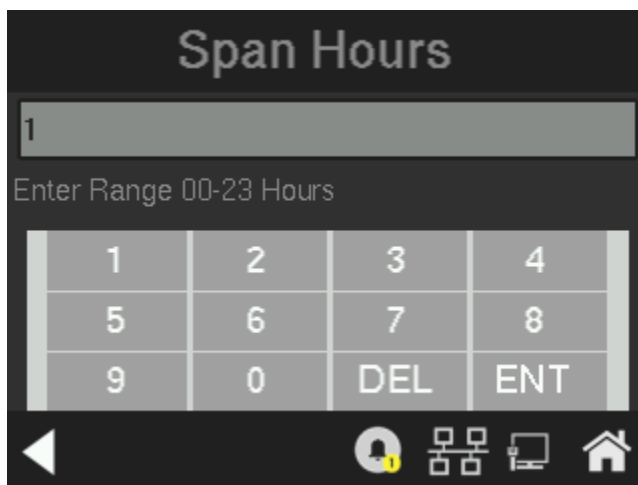 Span Hours
1
Enter Range 00-23 Hours
1 2 3 4
5 6 7 8
9 0 DEL ENT
1